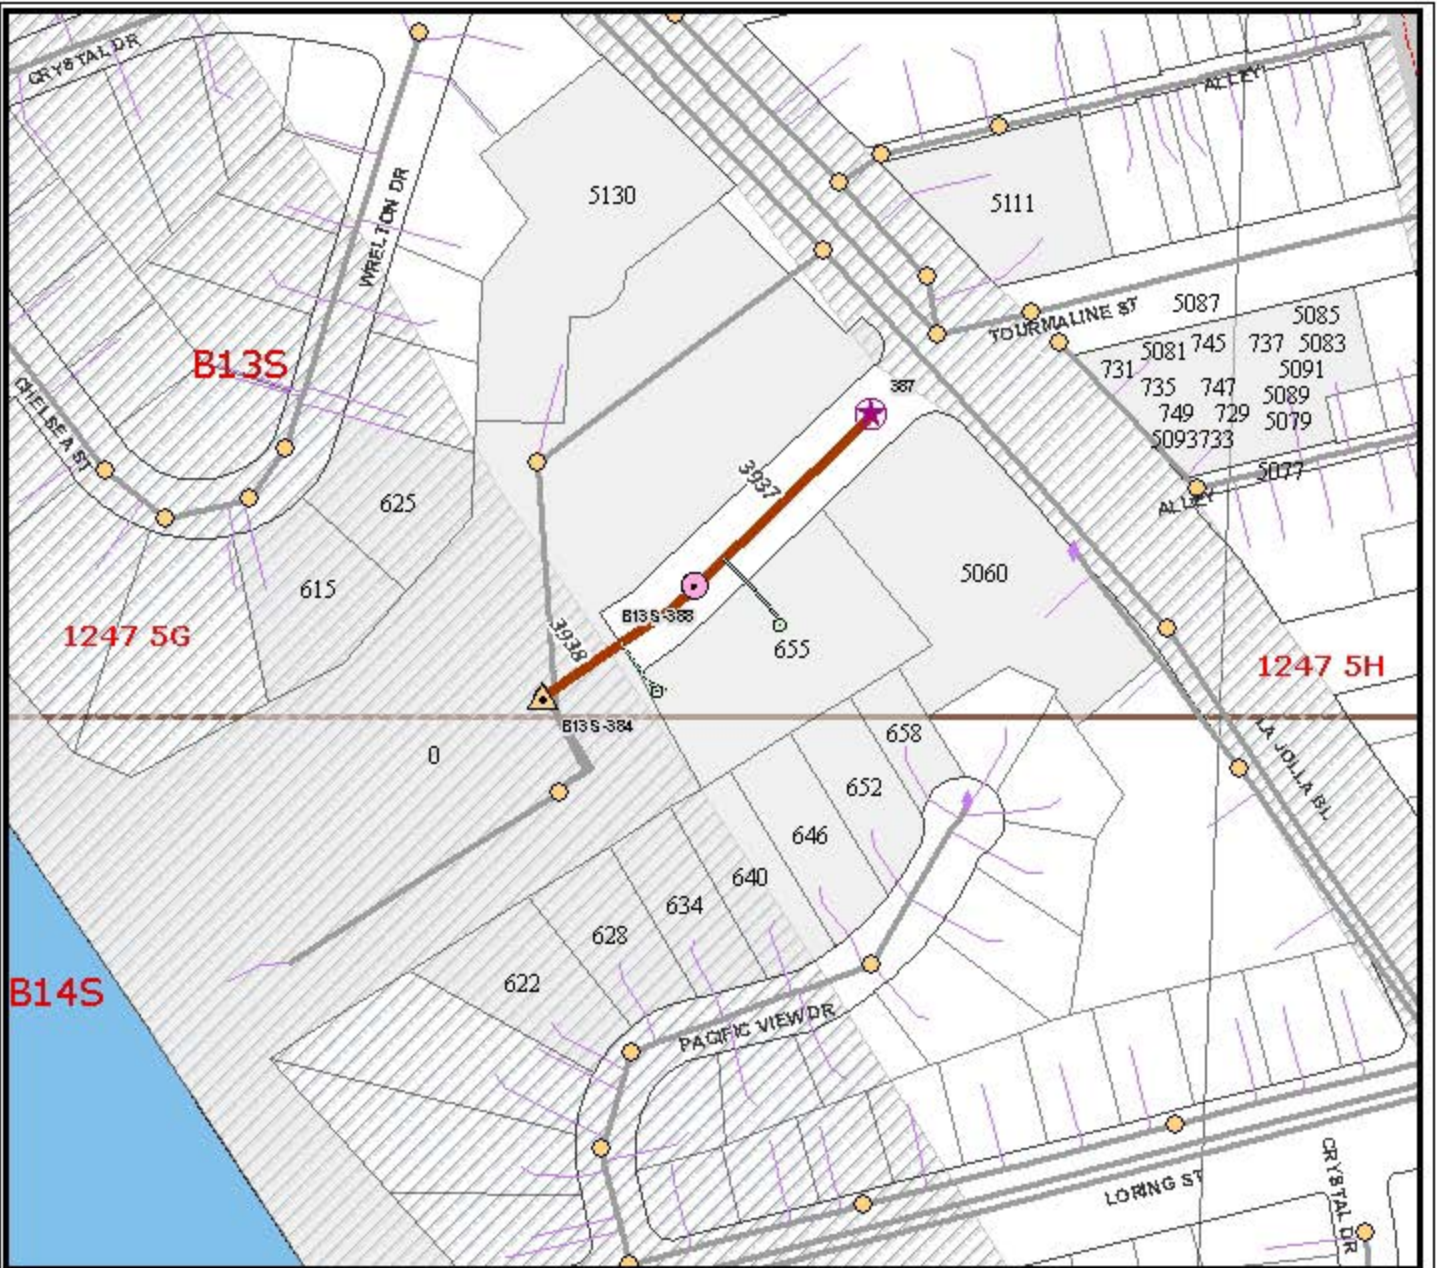 CRYSTAL DR
ALLEY
WRELTON DR
5130
5111
5087
5085
TOURMALINE ST
5081
745
737
5083
731
5091
735
747
5089
749
729
5079
5093
733
5077
ALLEY
B13S
CHELSEA ST
387
3937
625
615
5060
1247 5G
B13S-388
3938
655
1247 5H
B13S-384
0
658
652
LA JOLLA BL
646
640
634
628
622
B14S
PACIFIC VIEW DR
LORING ST
CRYSTAL DR